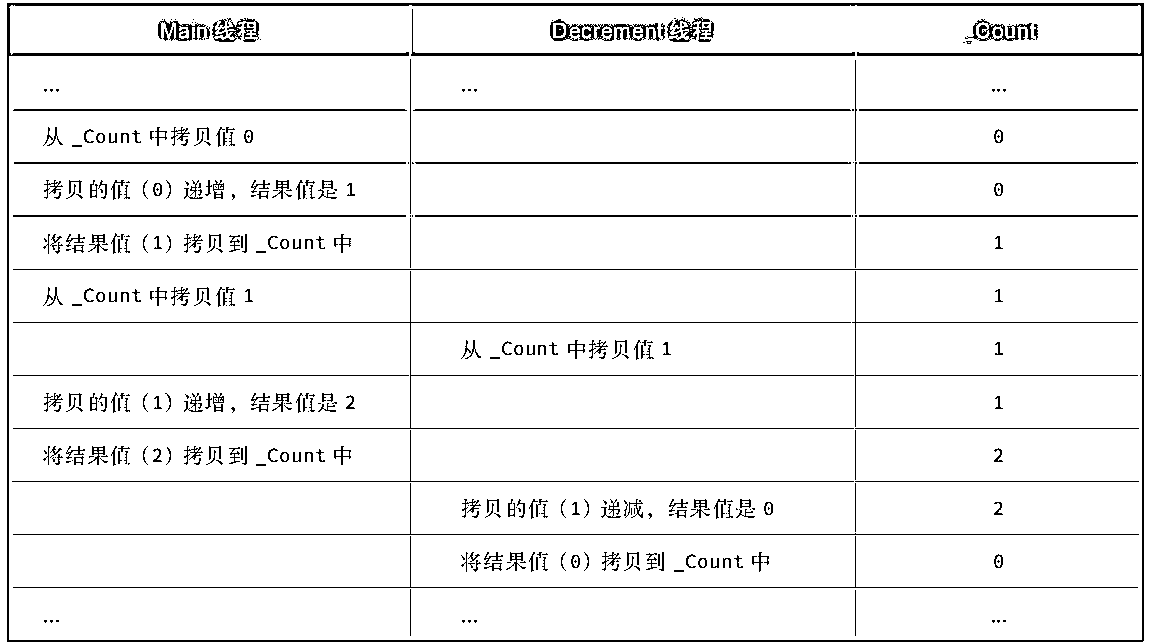 Main 线程 Decrement 线程 _Count
... ... ...
从 _Count 中拷贝值 0 0
拷贝的值（0）递增，结果值是 1 0
将结果值（1）拷贝到 _Count 中 1
从 _Count 中拷贝值 1 1
从 _Count 中拷贝值 1 1
拷贝的值（1）递增，结果值是 2 1
将结果值（2）拷贝到 _Count 中 2
拷贝的值（1）递减，结果值是 0 2
将结果值（0）拷贝到 _Count 中 0
... ... ...